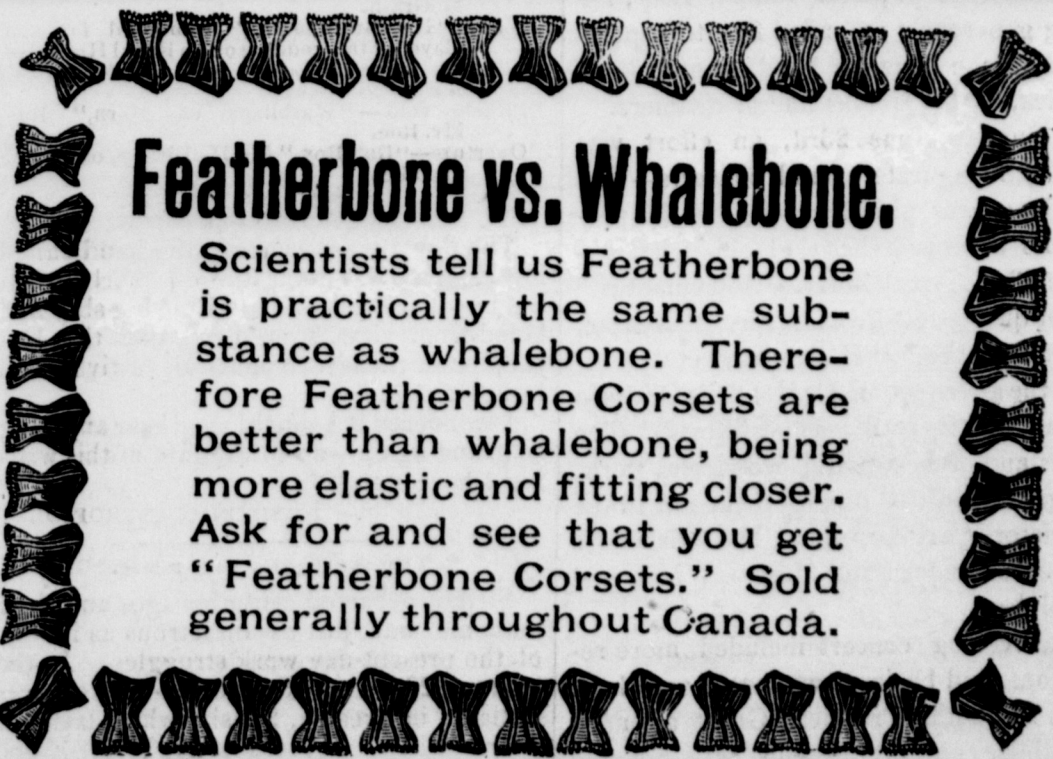 Featherbone vs. Whalebone.
Scientists tell us Featherbone
is practically the same sub-
stance as whalebone. There-
fore Featherbone Corsets are
better than whalebone, being
more elastic and fitting closer.
Ask for and see that you get
"Featherbone Corsets." Sold
generally throughout Canada.